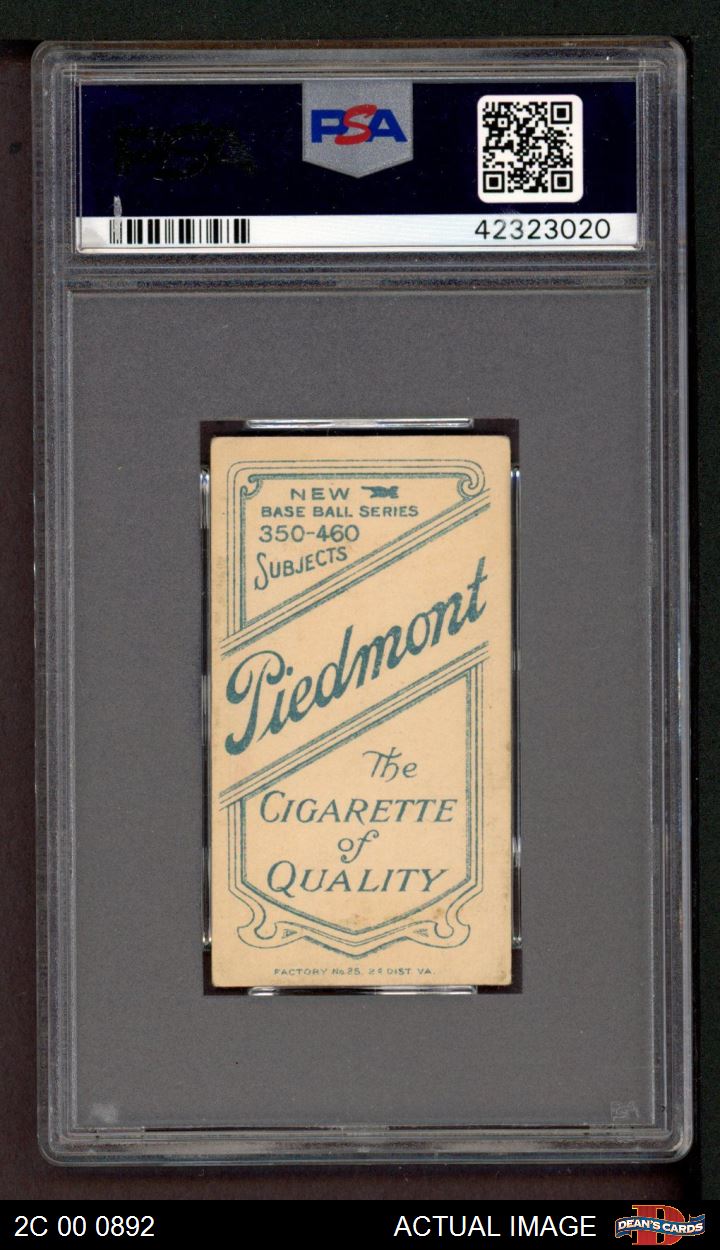 PSA
42323020
NEW
BASE BALL SERIES
350-460
SUBJECTS
Piedmont
The
CIGARETTE
of
QUALITY
FACTORY No 25, 2D DIST. VA.
2C 00 0892
ACTUAL IMAGE
D
DEAN'S CARDS